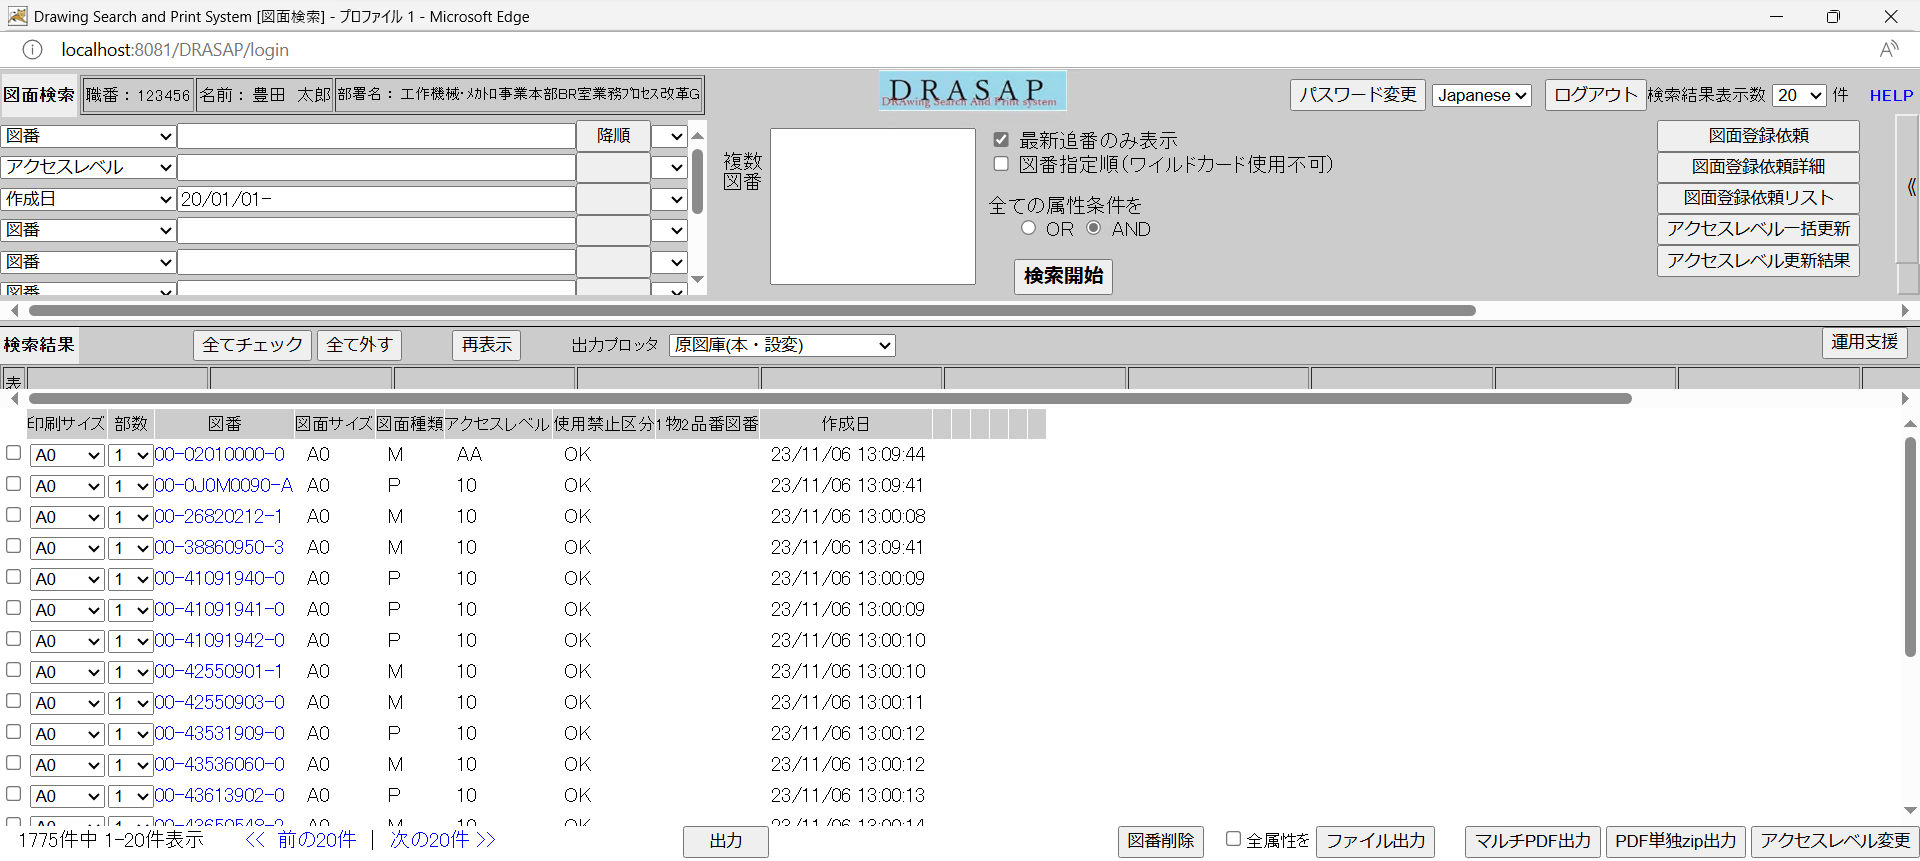 Drawing Search and Print System [図面検索] - プロファイル 1 - Microsoft Edge
localhost:8081/DRASAP/login
図面検索 職番： 123456 名前： 豊田　太郎 部署名： 工作機械・ﾒｶﾄﾛ事業本部BR室業務ﾌﾟﾛｾｽ改革G
DRASAP
DRAwing Search And Print system
パスワード変更 Japanese ログアウト 検索結果表示数 20 件 HELP
図番 降順
アクセスレベル
作成日 20/01/01-
図番
図番
図番
複数
図番
最新追番のみ表示
図番指定順(ワイルドカード使用不可)
全ての属性条件を
OR AND
検索開始
図面登録依頼
図面登録依頼詳細
図面登録依頼リスト
アクセスレベル一括更新
アクセスレベル更新結果
《
検索結果 全てチェック 全て外す 再表示 出力プロッタ 原図庫(本・設変) 運用支援
表
印刷サイズ 部数 図番 図面サイズ 図面種類 アクセスレベル 使用禁止区分 1物2品番図番 作成日
A0 1 00-02010000-0 A0 M AA OK 23/11/06 13:09:44
A0 1 00-0J0M0090-A A0 P 10 OK 23/11/06 13:09:41
A0 1 00-26820212-1 A0 M 10 OK 23/11/06 13:00:08
A0 1 00-38860950-3 A0 M 10 OK 23/11/06 13:09:41
A0 1 00-41091940-0 A0 P 10 OK 23/11/06 13:00:09
A0 1 00-41091941-0 A0 P 10 OK 23/11/06 13:00:09
A0 1 00-41091942-0 A0 P 10 OK 23/11/06 13:00:10
A0 1 00-42550901-1 A0 M 10 OK 23/11/06 13:00:10
A0 1 00-42550903-0 A0 M 10 OK 23/11/06 13:00:11
A0 1 00-43531909-0 A0 P 10 OK 23/11/06 13:00:12
A0 1 00-43536060-0 A0 M 10 OK 23/11/06 13:00:12
A0 1 00-43613902-0 A0 P 10 OK 23/11/06 13:00:13
A0 1 00-43650548-2 A0 M 10 OK 23/11/06 13:00:14
1775件中 1-20件表示 << 前の20件 | 次の20件 >> 出力 図番削除 全属性を ファイル出力 マルチPDF出力 PDF単独zip出力 アクセスレベル変更